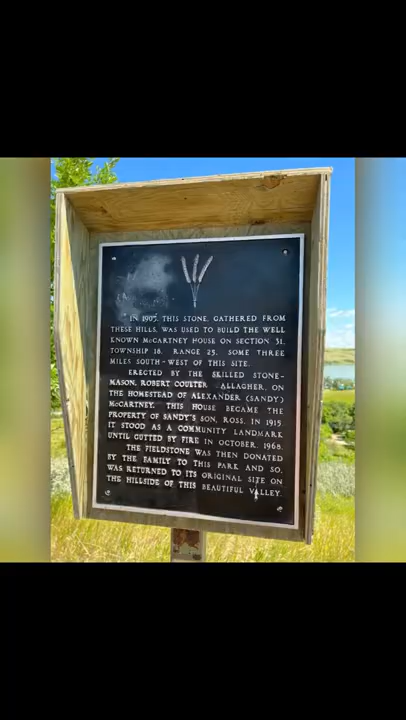 IN 1905, THIS STONE, GATHERED FROM
THESE HILLS, WAS USED TO BUILD THE WELL
KNOWN McCARTNEY HOUSE ON SECTION 31,
TOWNSHIP 18, RANGE 25, SOME THREE
MILES SOUTH-WEST OF THIS SITE.
ERECTED BY THE SKILLED STONE-
MASON, ROBERT COULTER ALLAGHER, ON
THE HOMESTEAD OF ALEXANDER (SANDY)
McCARTNEY. THIS HOUSE BECAME THE
PROPERTY OF SANDY'S SON, ROSS, IN 1915.
IT STOOD AS A COMMUNITY LANDMARK
UNTIL GUTTED BY FIRE IN OCTOBER, 1968.
THE FIELDSTONE WAS THEN DONATED
BY THE FAMILY TO THIS PARK AND SO,
WAS RETURNED TO ITS ORIGINAL SITE ON
THE HILLSIDE OF THIS BEAUTIFUL VALLEY.